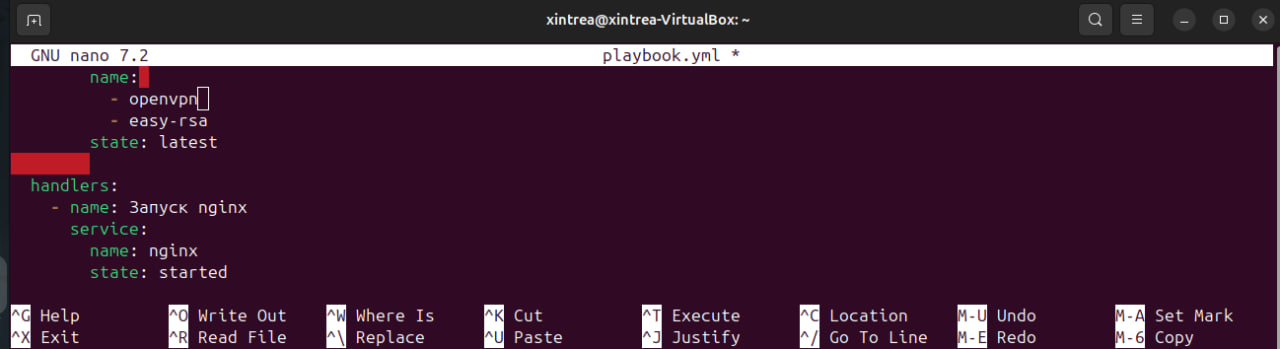 xintrea@xintrea-VirtualBox: ~
GNU nano 7.2 playbook.yml *
name:
- openvpn
- easy-rsa
state: latest
handlers:
- name: Запуск nginx
service:
name: nginx
state: started
^G Help ^O Write Out ^W Where Is ^K Cut ^T Execute ^C Location M-U Undo M-A Set Mark
^X Exit ^R Read File ^\ Replace ^U Paste ^J Justify ^/ Go To Line M-E Redo M-6 Copy